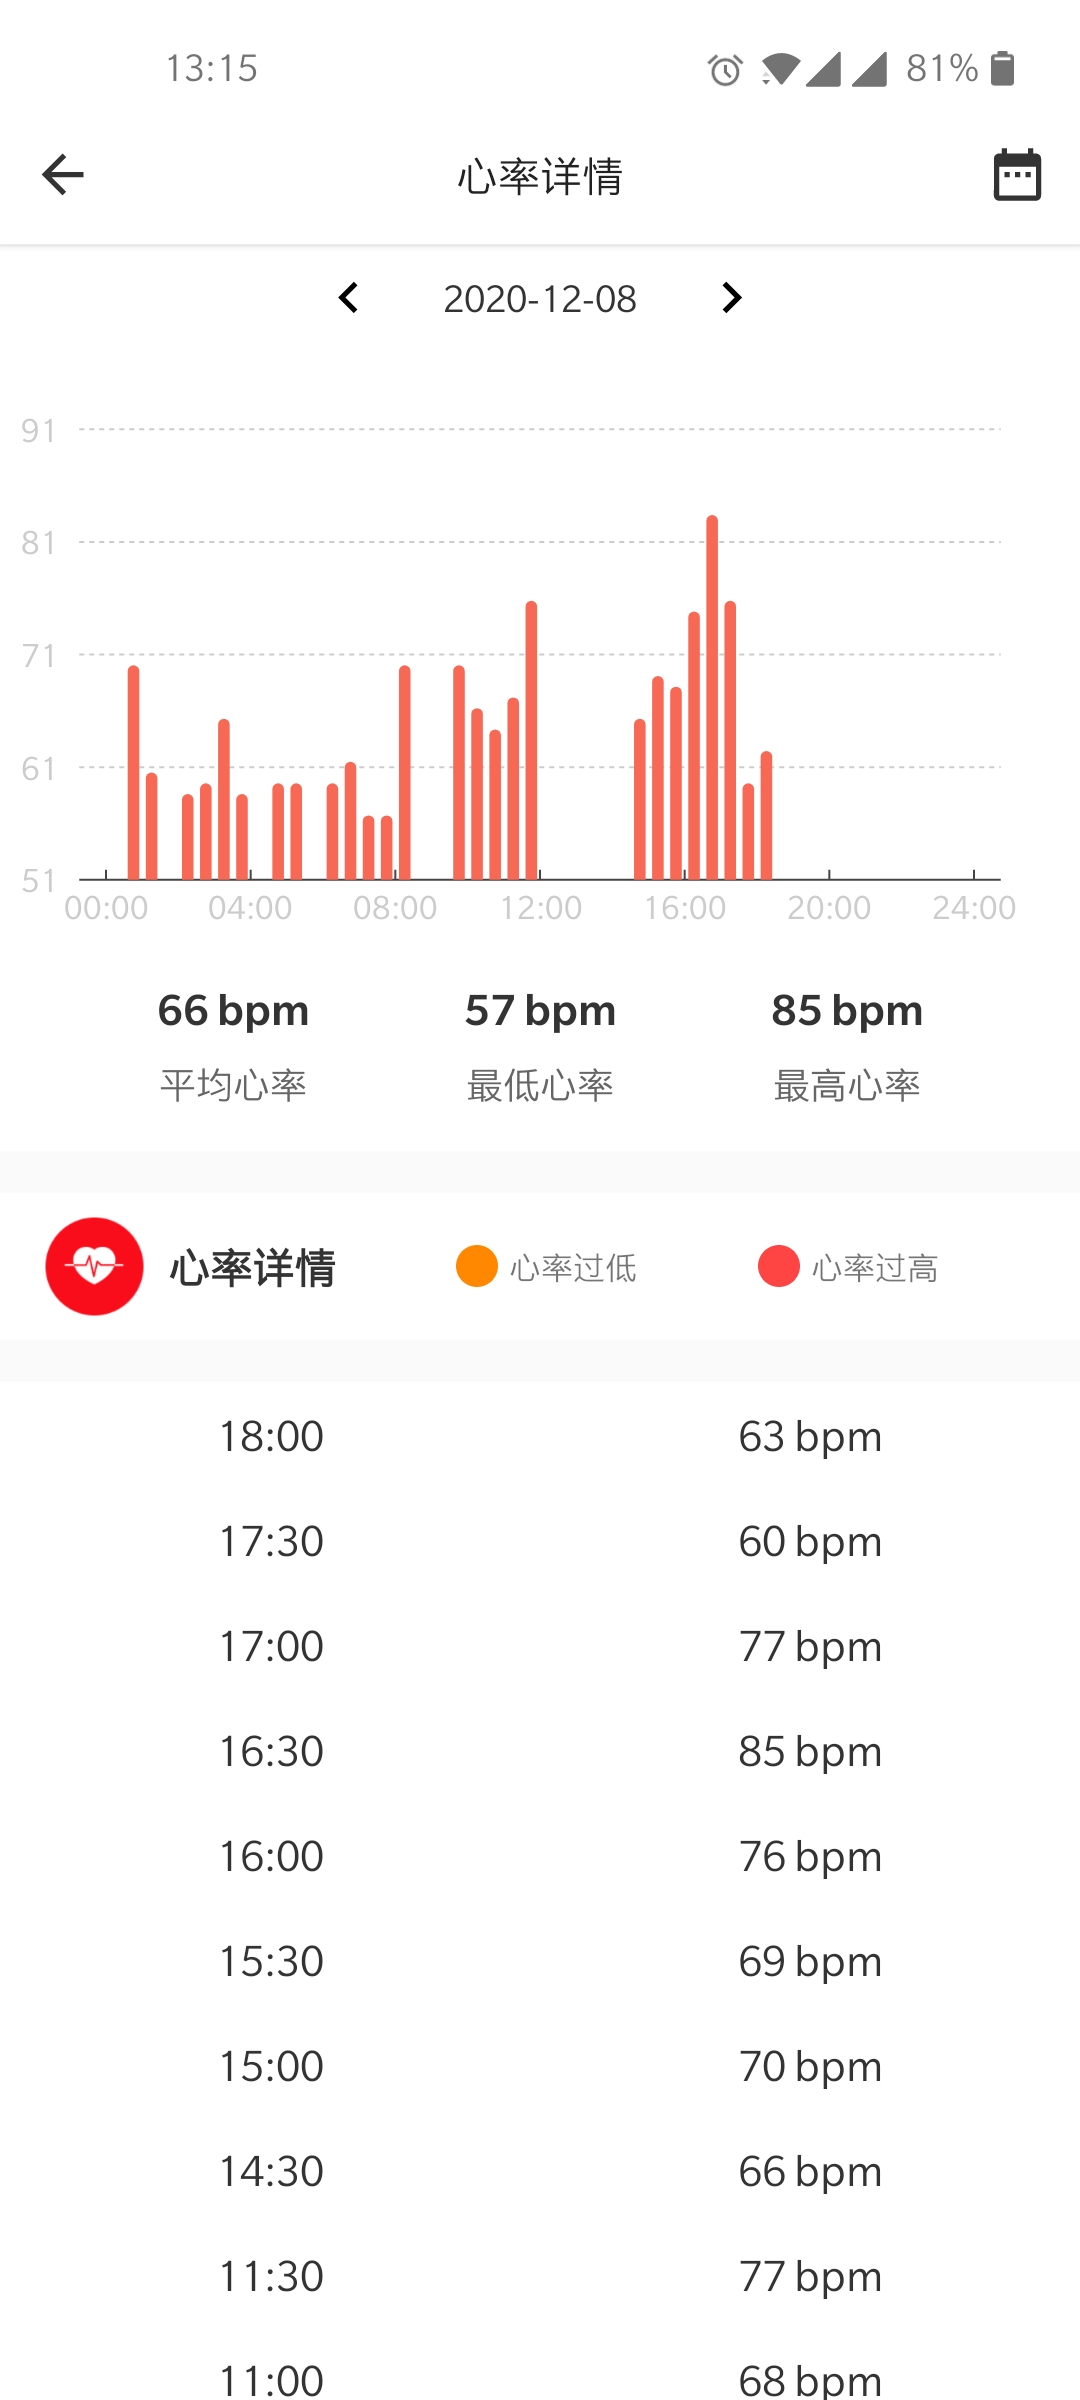 13:15 81%
心率详情
2020-12-08
91
81
71
61
51
00:00 04:00 08:00 12:00 16:00 20:00 24:00
66 bpm 57 bpm 85 bpm
平均心率 最低心率 最高心率
心率详情 心率过低 心率过高
18:00 63 bpm
17:30 60 bpm
17:00 77 bpm
16:30 85 bpm
16:00 76 bpm
15:30 69 bpm
15:00 70 bpm
14:30 66 bpm
11:30 77 bpm
11:00 68 bpm